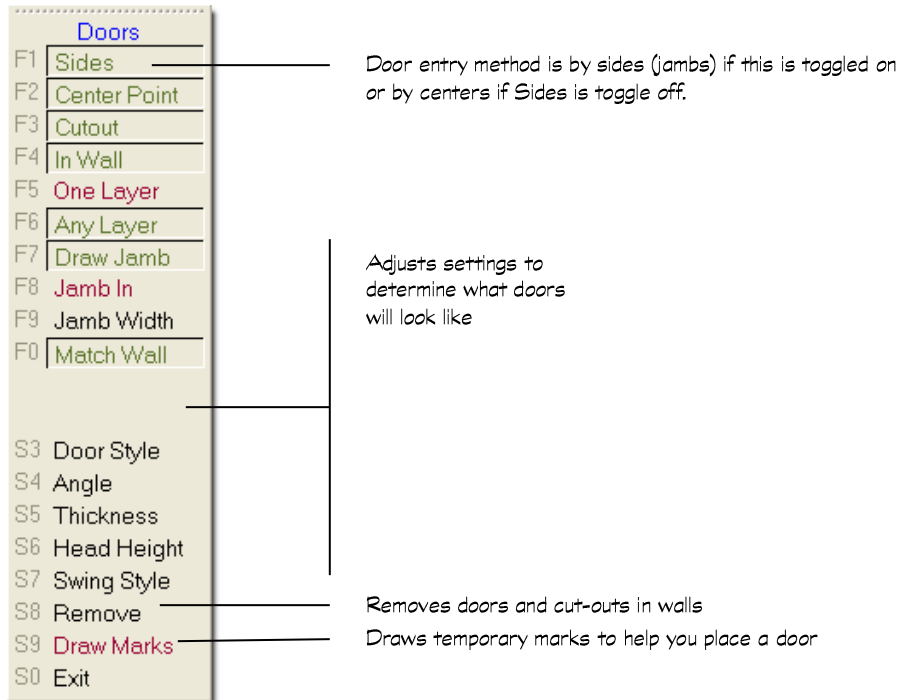 Doors
F1 Sides
F2 Center Point
F3 Cutout
F4 In Wall
F5 One Layer
F6 Any Layer
F7 Draw Jamb
F8 Jamb In
F9 Jamb Width
F0 Match Wall
S3 Door Style
S4 Angle
S5 Thickness
S6 Head Height
S7 Swing Style
S8 Remove
S9 Draw Marks
S0 Exit
Door entry method is by sides (jambs) if this is toggled on
or by centers if Sides is toggle off.
Adjusts settings to
determine what doors
will look like
Removes doors and cut-outs in walls
Draws temporary marks to help you place a door